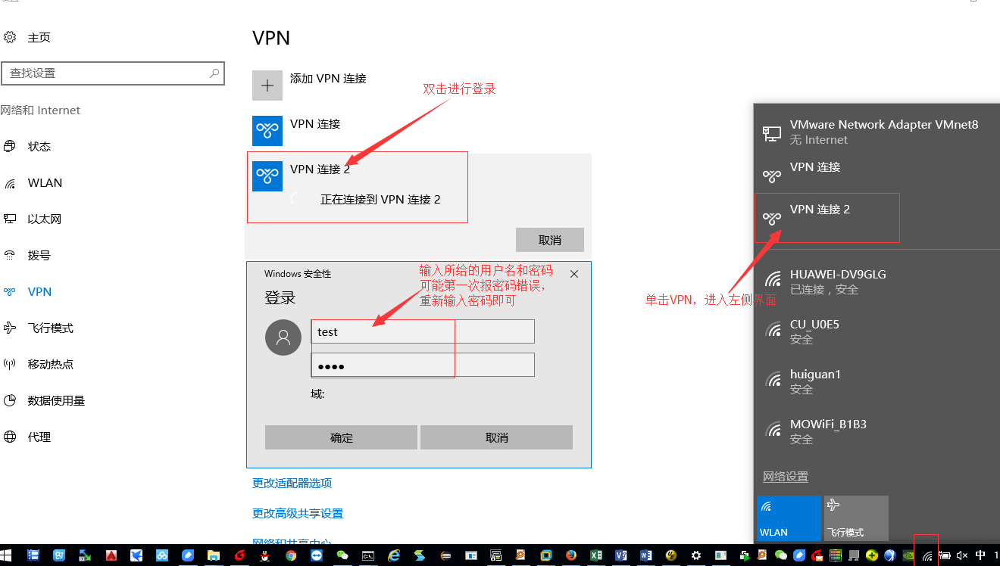 主页
查找设置
网络和 Internet
状态
WLAN
以太网
拨号
VPN
飞行模式
移动热点
数据使用量
代理
VPN
添加 VPN 连接
双击进行登录
VPN 连接
VPN 连接 2
正在连接到 VPN 连接 2
取消
Windows 安全性
输入所给的用户名和密码
可能第一次报密码错误，
重新输入密码即可
登录
test
域:
确定
取消
更改适配器选项
更改高级共享设置
网络和共享中心
VMware Network Adapter VMnet8
无 Internet
VPN 连接
VPN 连接 2
单击VPN，进入左侧界面
HUAWEI-DV9GLG
已连接，安全
CU_U0E5
安全
huiguan1
安全
MOWiFi_B1B3
安全
网络设置
WLAN
飞行模式
中